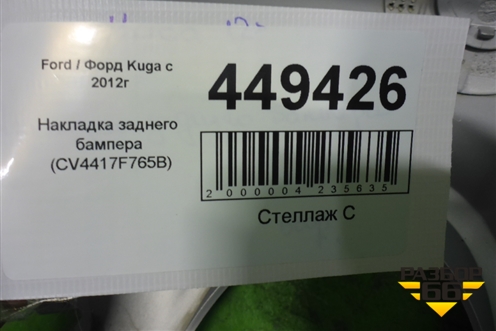 Ford / Форд Kuga с
2012г
449426
Накладка заднего
бампера
(CV4417F765B)
2 000004 235635
Стеллаж С
РАЗБОР
66